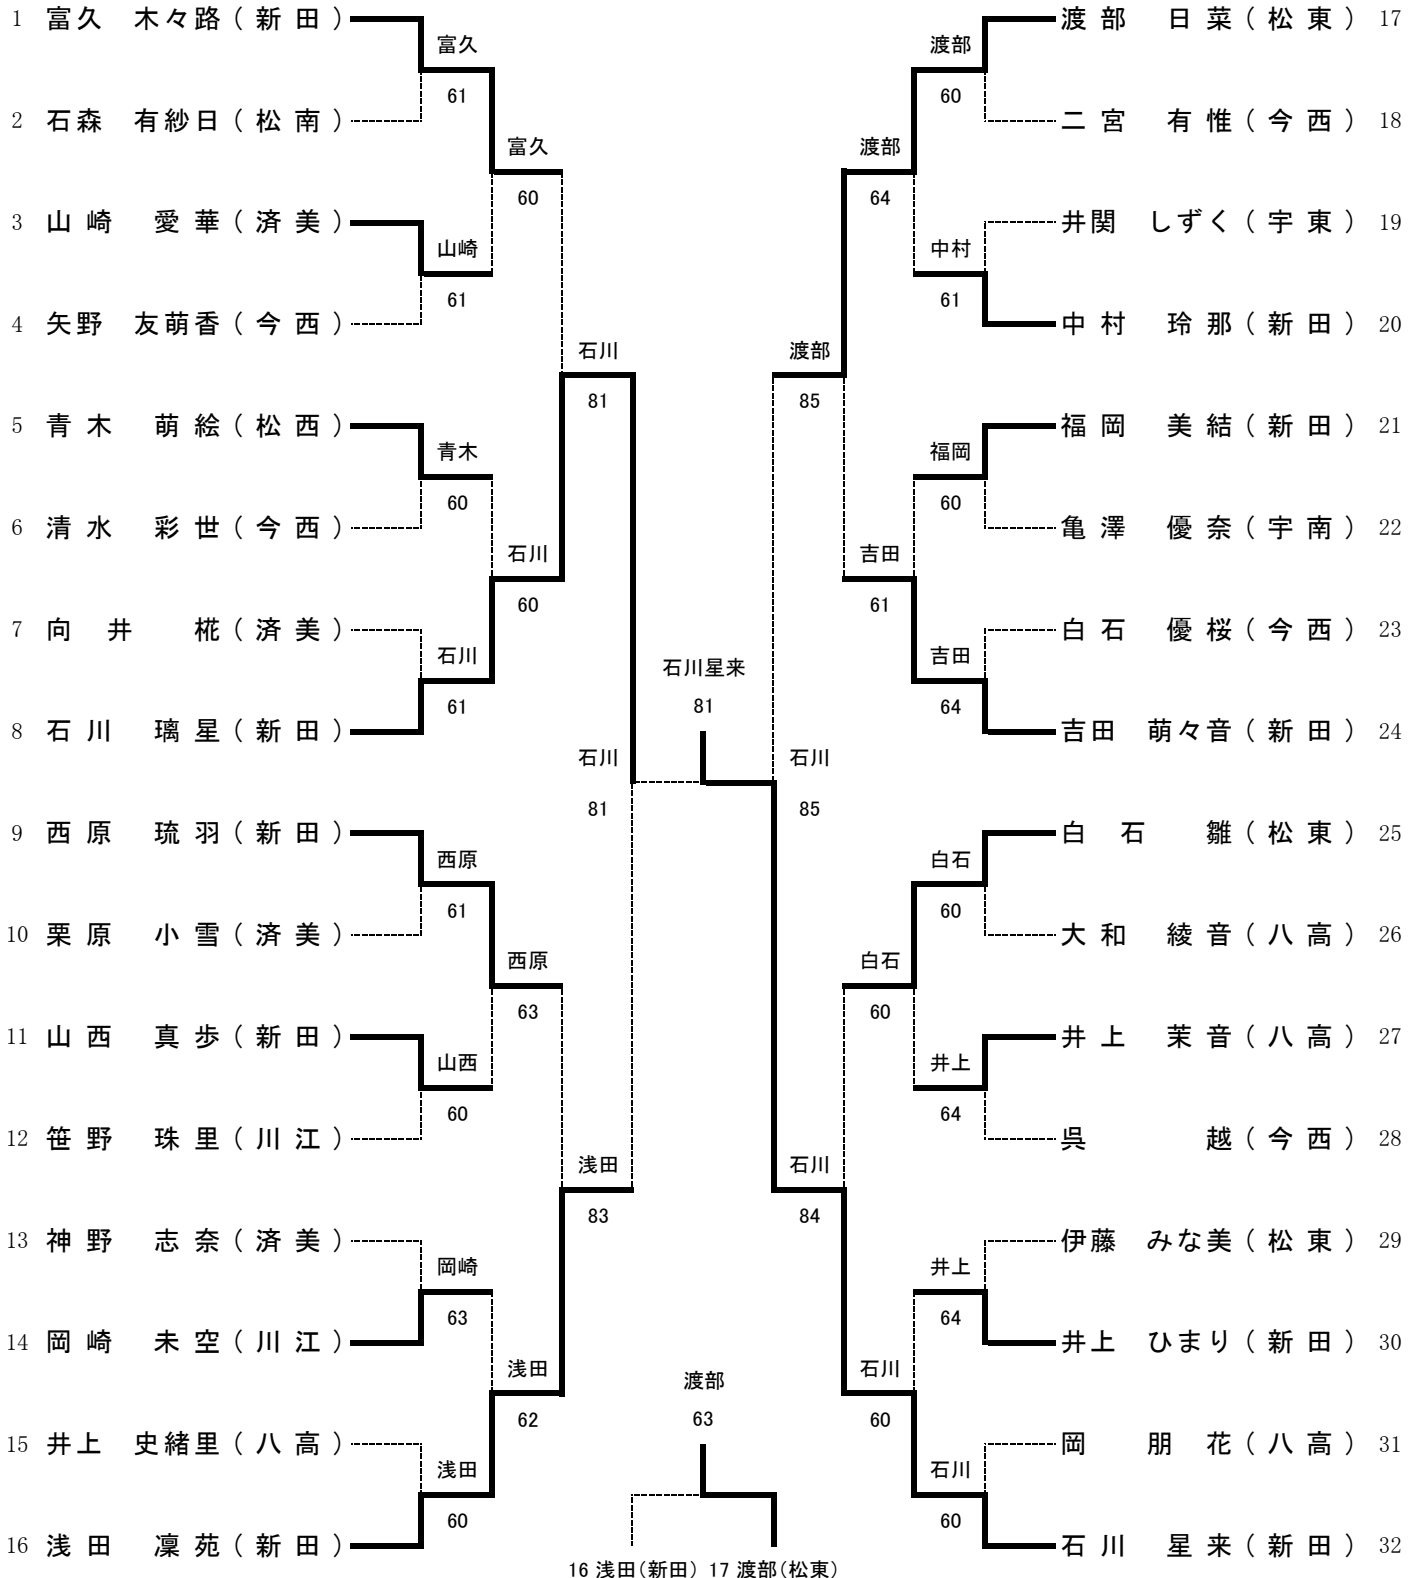 1 富久 木々路(新田)
富久
61
2 石森 有紗日(松南)
富久
60
3 山崎 愛華(済美)
山崎
61
4 矢野 友萌香(今西)
石川
81
5 青木 萌絵(松西)
青木
60
6 清水 彩世(今西)
石川
60
7 向井 椛(済美)
石川
61
8 石川 璃星(新田)
石川
81
9 西原 琉羽(新田)
西原
61
10 栗原 小雪(済美)
西原
63
11 山西 真歩(新田)
山西
60
12 笹野 珠里(川江)
浅田
83
13 神野 志奈(済美)
岡崎
63
14 岡崎 未空(川江)
浅田
62
15 井上 史緒里(八高)
浅田
60
16 浅田 凜苑(新田)
石川星来
81
渡部
63
16 浅田(新田) 17 渡部(松東)
渡部 日菜(松東) 17
渡部
60
二宮 有惟(今西) 18
渡部
64
井関 しずく(宇東) 19
中村
61
中村 玲那(新田) 20
渡部
85
福岡 美結(新田) 21
福岡
60
亀澤 優奈(宇南) 22
吉田
61
白石 優桜(今西) 23
吉田
64
吉田 萌々音(新田) 24
石川
85
白石 雛(松東) 25
白石
60
大和 綾音(八高) 26
白石
60
井上 茉音(八高) 27
井上
64
呉 越(今西) 28
石川
84
伊藤 みな美(松東) 29
井上
64
井上 ひまり(新田) 30
石川
60
岡 朋花(八高) 31
石川
60
石川 星来(新田) 32